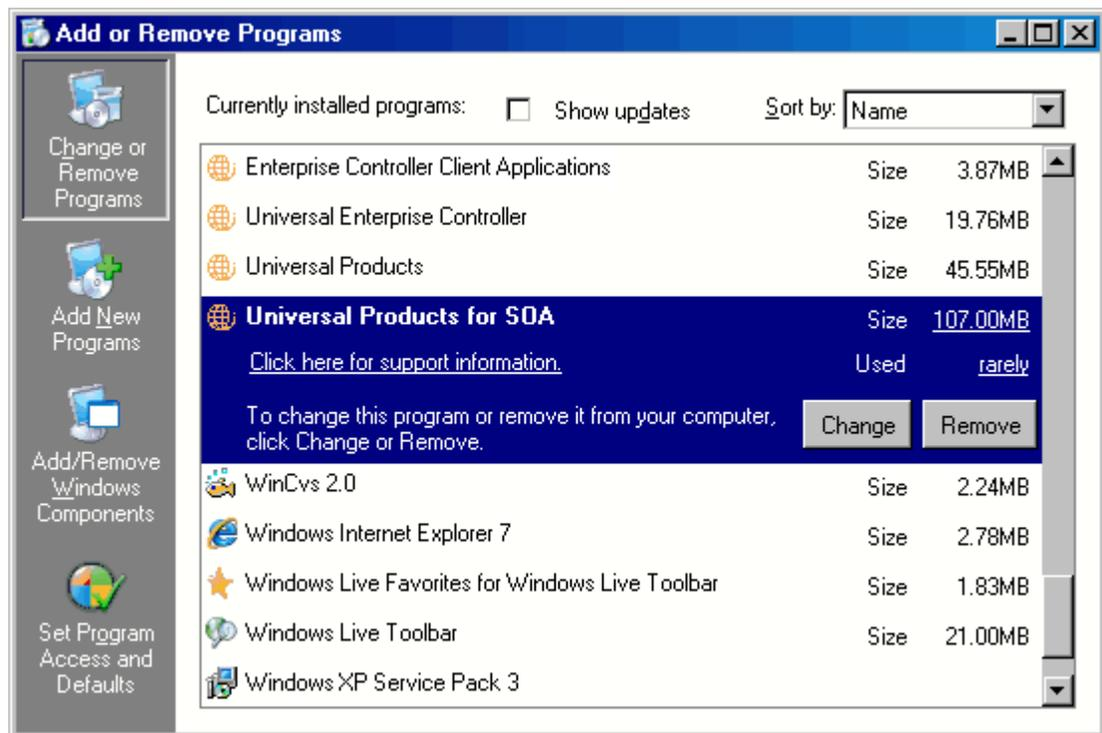 Add or Remove Programs
Change or
Remove
Programs
Add New
Programs
Add/Remove
Windows
Components
Set Program
Access and
Defaults
Currently installed programs: Show updates Sort by: Name
Enterprise Controller Client Applications Size 3.87MB
Universal Enterprise Controller Size 19.76MB
Universal Products Size 45.55MB
Universal Products for SOA Size 107.00MB
Click here for support information. Used rarely
To change this program or remove it from your computer,
click Change or Remove.
Change Remove
WinCvs 2.0 Size 2.24MB
Windows Internet Explorer 7 Size 2.78MB
Windows Live Favorites for Windows Live Toolbar Size 1.83MB
Windows Live Toolbar Size 21.00MB
Windows XP Service Pack 3